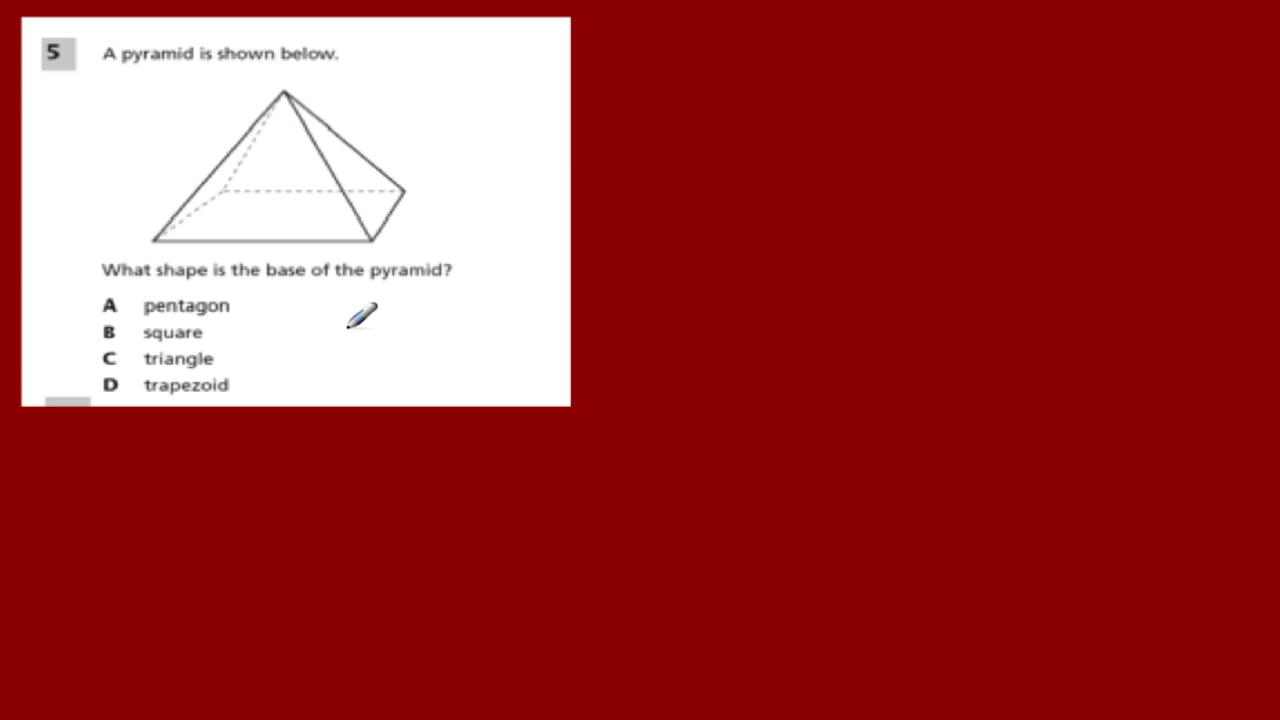 5 A pyramid is shown below.
What shape is the base of the pyramid?
A pentagon
B square
C triangle
D trapezoid